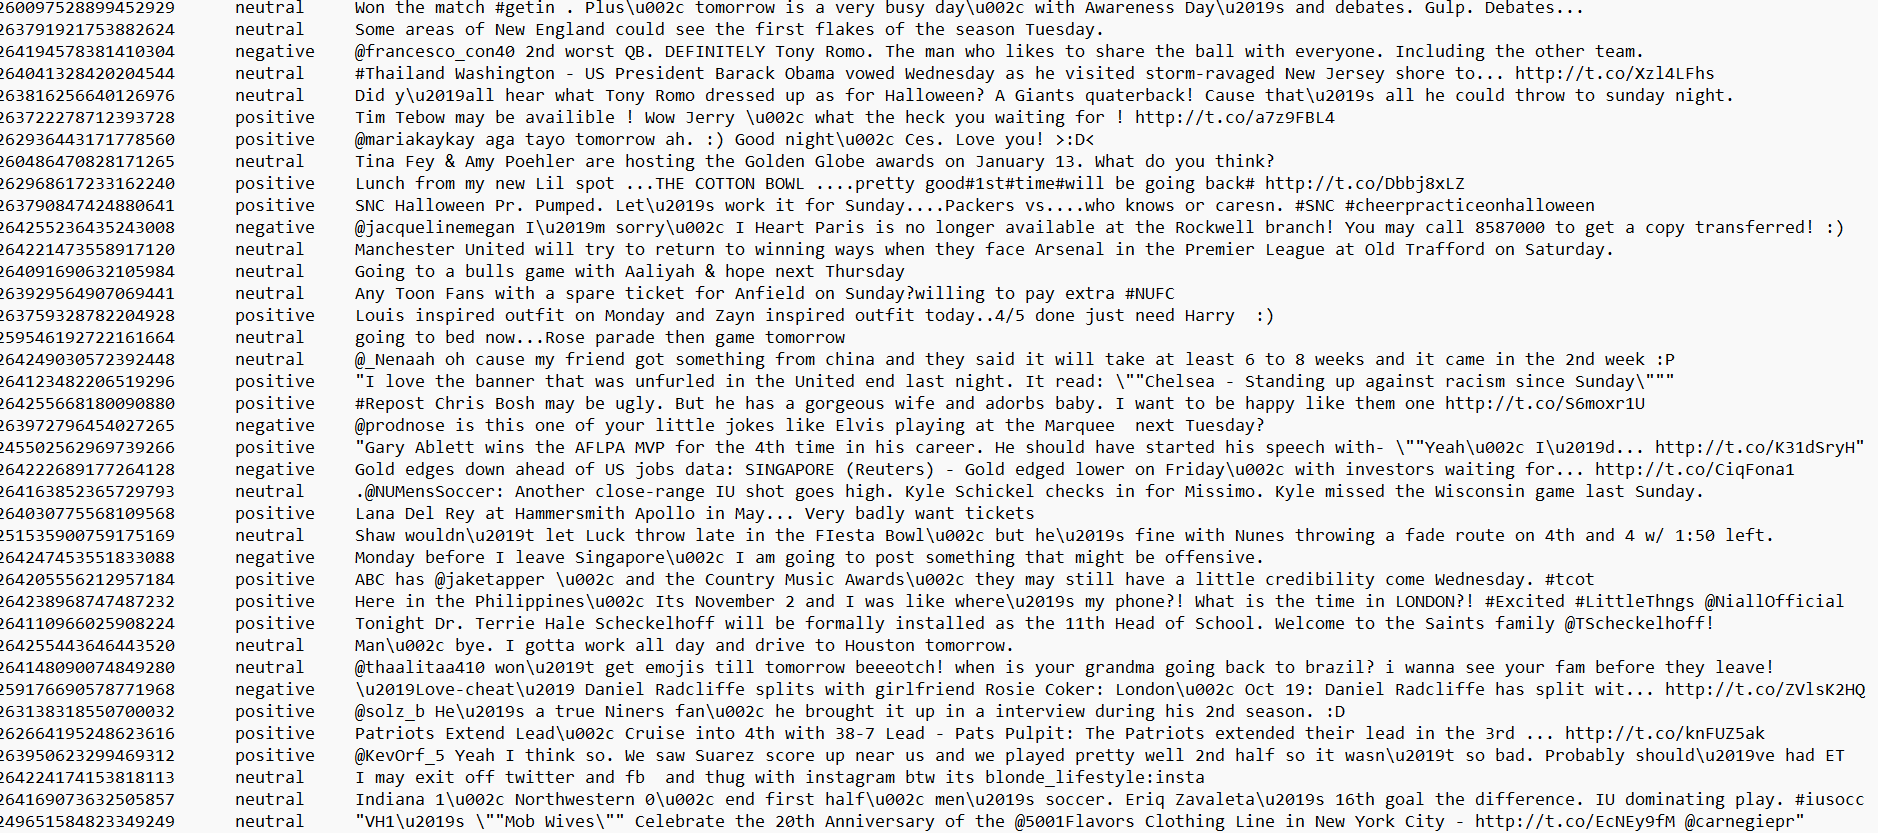 260097528899452929 neutral Won the match #getin . Plus\u002c tomorrow is a very busy day\u002c with Awareness Day\u2019s and debates. Gulp. Debates...
263791921753882624 neutral Some areas of New England could see the first flakes of the season Tuesday.
264194578381410304 negative @francesco_con40 2nd worst QB. DEFINITELY Tony Romo. The man who likes to share the ball with everyone. Including the other team.
264041328420204544 neutral #Thailand Washington - US President Barack Obama vowed Wednesday as he visited storm-ravaged New Jersey shore to... http://t.co/Xzl4LFhs
263816256640126976 neutral Did y\u2019all hear what Tony Romo dressed up as for Halloween? A Giants quaterback! Cause that\u2019s all he could throw to sunday night.
263722278712393728 positive Tim Tebow may be availible ! Wow Jerry \u002c what the heck you waiting for ! http://t.co/a7z9FBL4
262936443171778560 positive @mariakaykay aga tayo tomorrow ah. :) Good night\u002c Ces. Love you! >:D<
260486470828171265 neutral Tina Fey & Amy Poehler are hosting the Golden Globe awards on January 13. What do you think?
262968617233162240 positive Lunch from my new Lil spot ...THE COTTON BOWL ....pretty good#1st#time#will be going back# http://t.co/Dbbj8xLZ
263790847424880641 positive SNC Halloween Pr. Pumped. Let\u2019s work it for Sunday....Packers vs....who knows or caresn. #SNC #cheerpracticeonhalloween
264255236435243008 negative @jacquelinemegan I\u2019m sorry\u002c I Heart Paris is no longer available at the Rockwell branch! You may call 8587000 to get a copy transferred! :)
264221473558917120 neutral Manchester United will try to return to winning ways when they face Arsenal in the Premier League at Old Trafford on Saturday.
264091690632105984 neutral Going to a bulls game with Aaliyah & hope next Thursday
263929564907069441 neutral Any Toon Fans with a spare ticket for Anfield on Sunday?willing to pay extra #NUFC
263759328782204928 positive Louis inspired outfit on Monday and Zayn inspired outfit today..4/5 done just need Harry  :)
259546192722161664 neutral going to bed now...Rose parade then game tomorrow
264249030572392448 neutral @_Nenaah oh cause my friend got something from china and they said it will take at least 6 to 8 weeks and it came in the 2nd week :P
264123482206519296 positive "I love the banner that was unfurled in the United end last night. It read: \""Chelsea - Standing up against racism since Sunday\"""
264255668180090880 positive #Repost Chris Bosh may be ugly. But he has a gorgeous wife and adorbs baby. I want to be happy like them one http://t.co/S6moxr1U
263972796454027265 negative @prodnose is this one of your little jokes like Elvis playing at the Marquee  next Tuesday?
245502562969739266 positive "Gary Ablett wins the AFLPA MVP for the 4th time in his career. He should have started his speech with- \""Yeah\u002c I\u2019d... http://t.co/K31dSryH"
264222689177264128 negative Gold edges down ahead of US jobs data: SINGAPORE (Reuters) - Gold edged lower on Friday\u002c with investors waiting for... http://t.co/CiqFona1
264163852365729793 neutral .@NUMensSoccer: Another close-range IU shot goes high. Kyle Schickel checks in for Missimo. Kyle missed the Wisconsin game last Sunday.
264030775568109568 positive Lana Del Rey at Hammersmith Apollo in May... Very badly want tickets
251535900759175169 neutral Shaw wouldn\u2019t let Luck throw late in the FIesta Bowl\u002c but he\u2019s fine with Nunes throwing a fade route on 4th and 4 w/ 1:50 left.
264247453551833088 negative Monday before I leave Singapore\u002c I am going to post something that might be offensive.
264205556212957184 positive ABC has @jaketapper \u002c and the Country Music Awards\u002c they may still have a little credibility come Wednesday. #tcot
264238968747487232 positive Here in the Philippines\u002c Its November 2 and I was like where\u2019s my phone?! What is the time in LONDON?! #Excited #LittleThngs @NiallOfficial
264110966025908224 positive Tonight Dr. Terrie Hale Scheckelhoff will be formally installed as the 11th Head of School. Welcome to the Saints family @TScheckelhoff!
264255443646443520 neutral Man\u002c bye. I gotta work all day and drive to Houston tomorrow.
264148090074849280 neutral @thaalitaa410 won\u2019t get emojis till tomorrow beeeotch! when is your grandma going back to brazil? i wanna see your fam before they leave!
259176690578771968 negative \u2019Love-cheat\u2019 Daniel Radcliffe splits with girlfriend Rosie Coker: London\u002c Oct 19: Daniel Radcliffe has split wit... http://t.co/ZVlsK2HQ
263138318550700032 positive @solz_b He\u2019s a true Niners fan\u002c he brought it up in a interview during his 2nd season. :D
262664195248623616 positive Patriots Extend Lead\u002c Cruise into 4th with 38-7 Lead - Pats Pulpit: The Patriots extended their lead in the 3rd ... http://t.co/knFUZ5ak
263950623299469312 positive @KevOrf_5 Yeah I think so. We saw Suarez score up near us and we played pretty well 2nd half so it wasn\u2019t so bad. Probably should\u2019ve had ET
264224174153818113 neutral I may exit off twitter and fb  and thug with instagram btw its blonde_lifestyle:insta
264169073632505857 neutral Indiana 1\u002c Northwestern 0\u002c end first half\u002c men\u2019s soccer. Eriq Zavaleta\u2019s 16th goal the difference. IU dominating play. #iusocc
249651584823349249 neutral "VH1\u2019s \""Mob Wives\"" Celebrate the 20th Anniversary of the @5001Flavors Clothing Line in New York City - http://t.co/EcNEy9fM @carnegiepr"